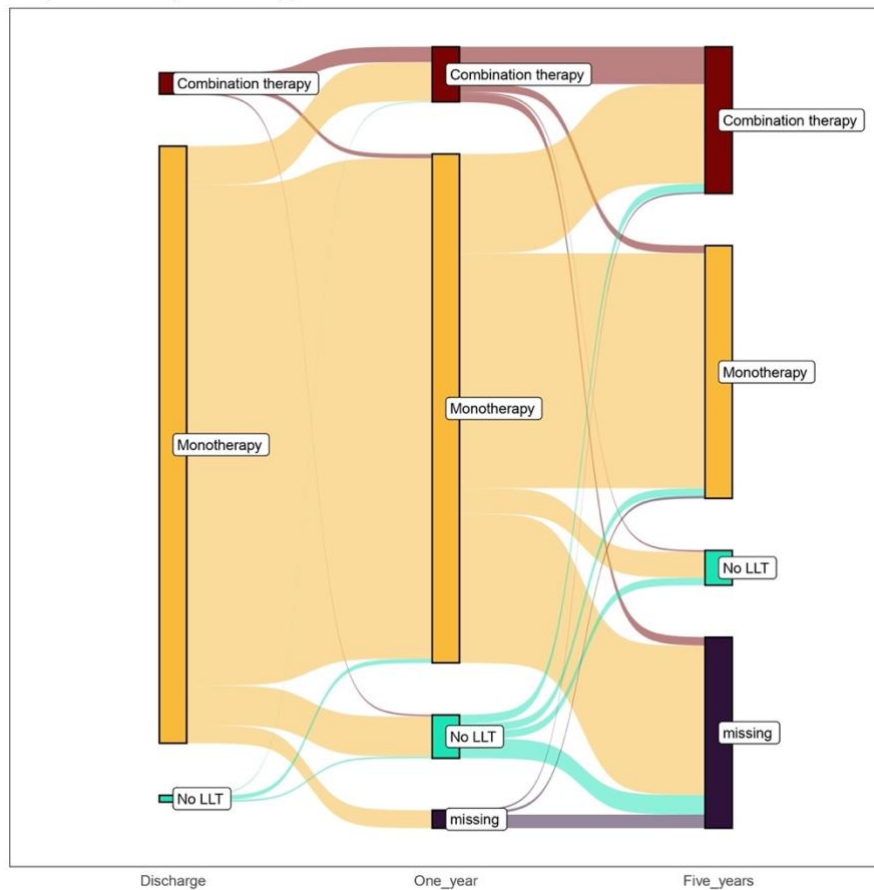 Combination therapy
Monotherapy
No LLT
Combination therapy
Monotherapy
No LLT
missing
Combination therapy
Monotherapy
No LLT
missing
Discharge
One_year
Five_years